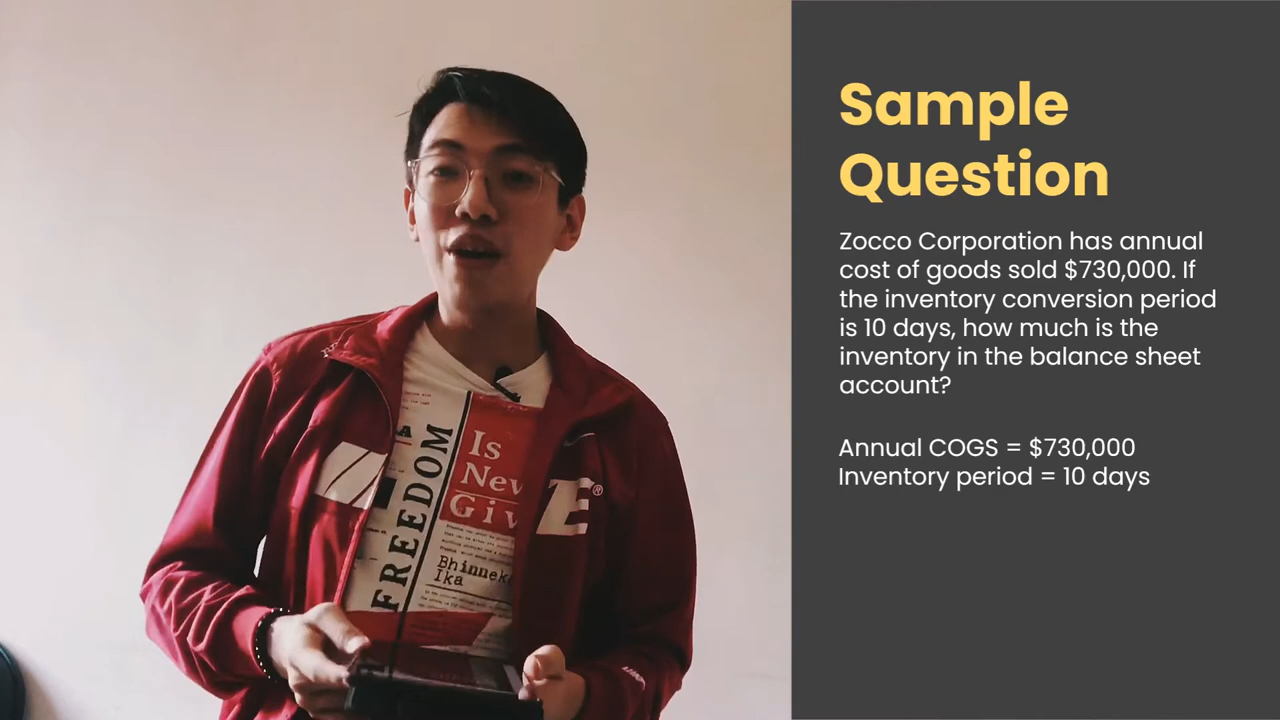 Sample
Question
Zocco Corporation has annual
cost of goods sold $730,000. If
the inventory conversion period
is 10 days, how much is the
inventory in the balance sheet
account?
Annual COGS = $730,000
Inventory period = 10 days
FREEDOM
Is
Nev
Giv
Bhinnek
Ika